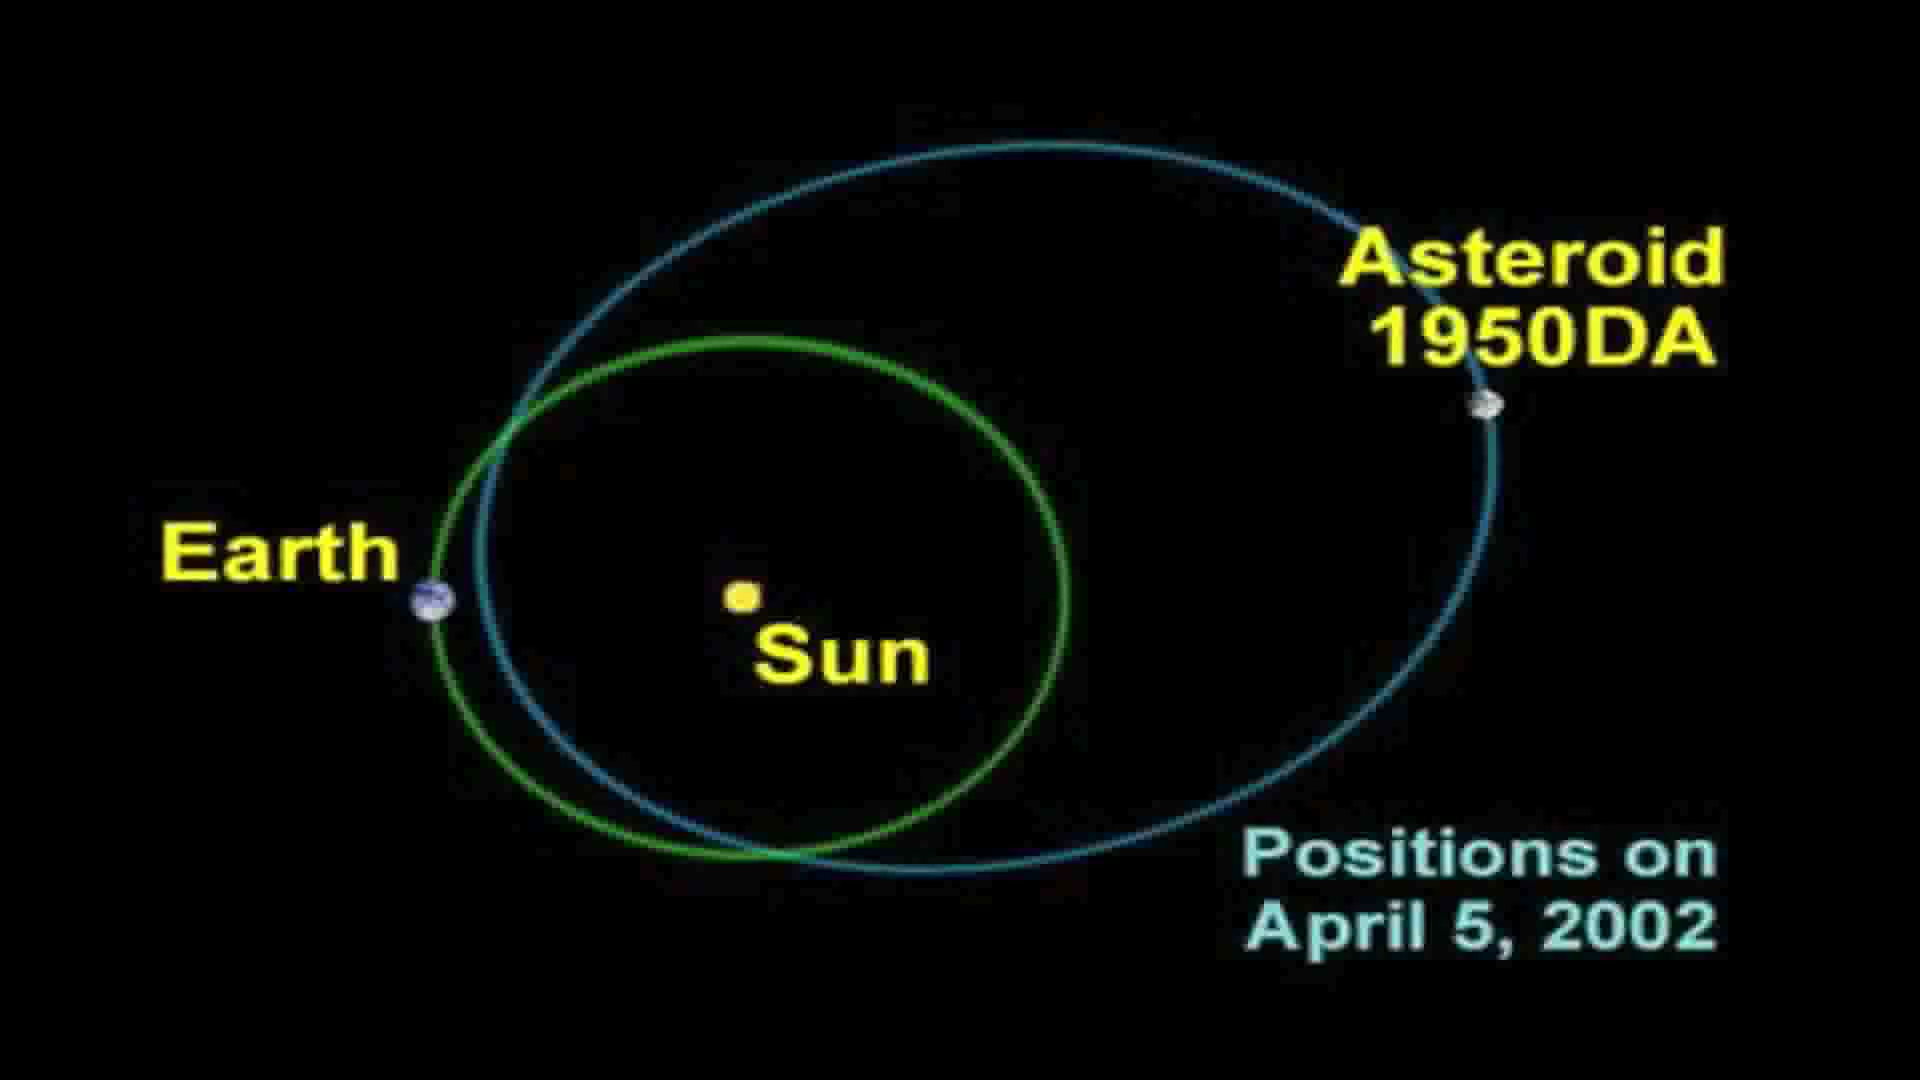 Asteroid
1950DA
Earth
Sun
Positions on
April 5, 2002